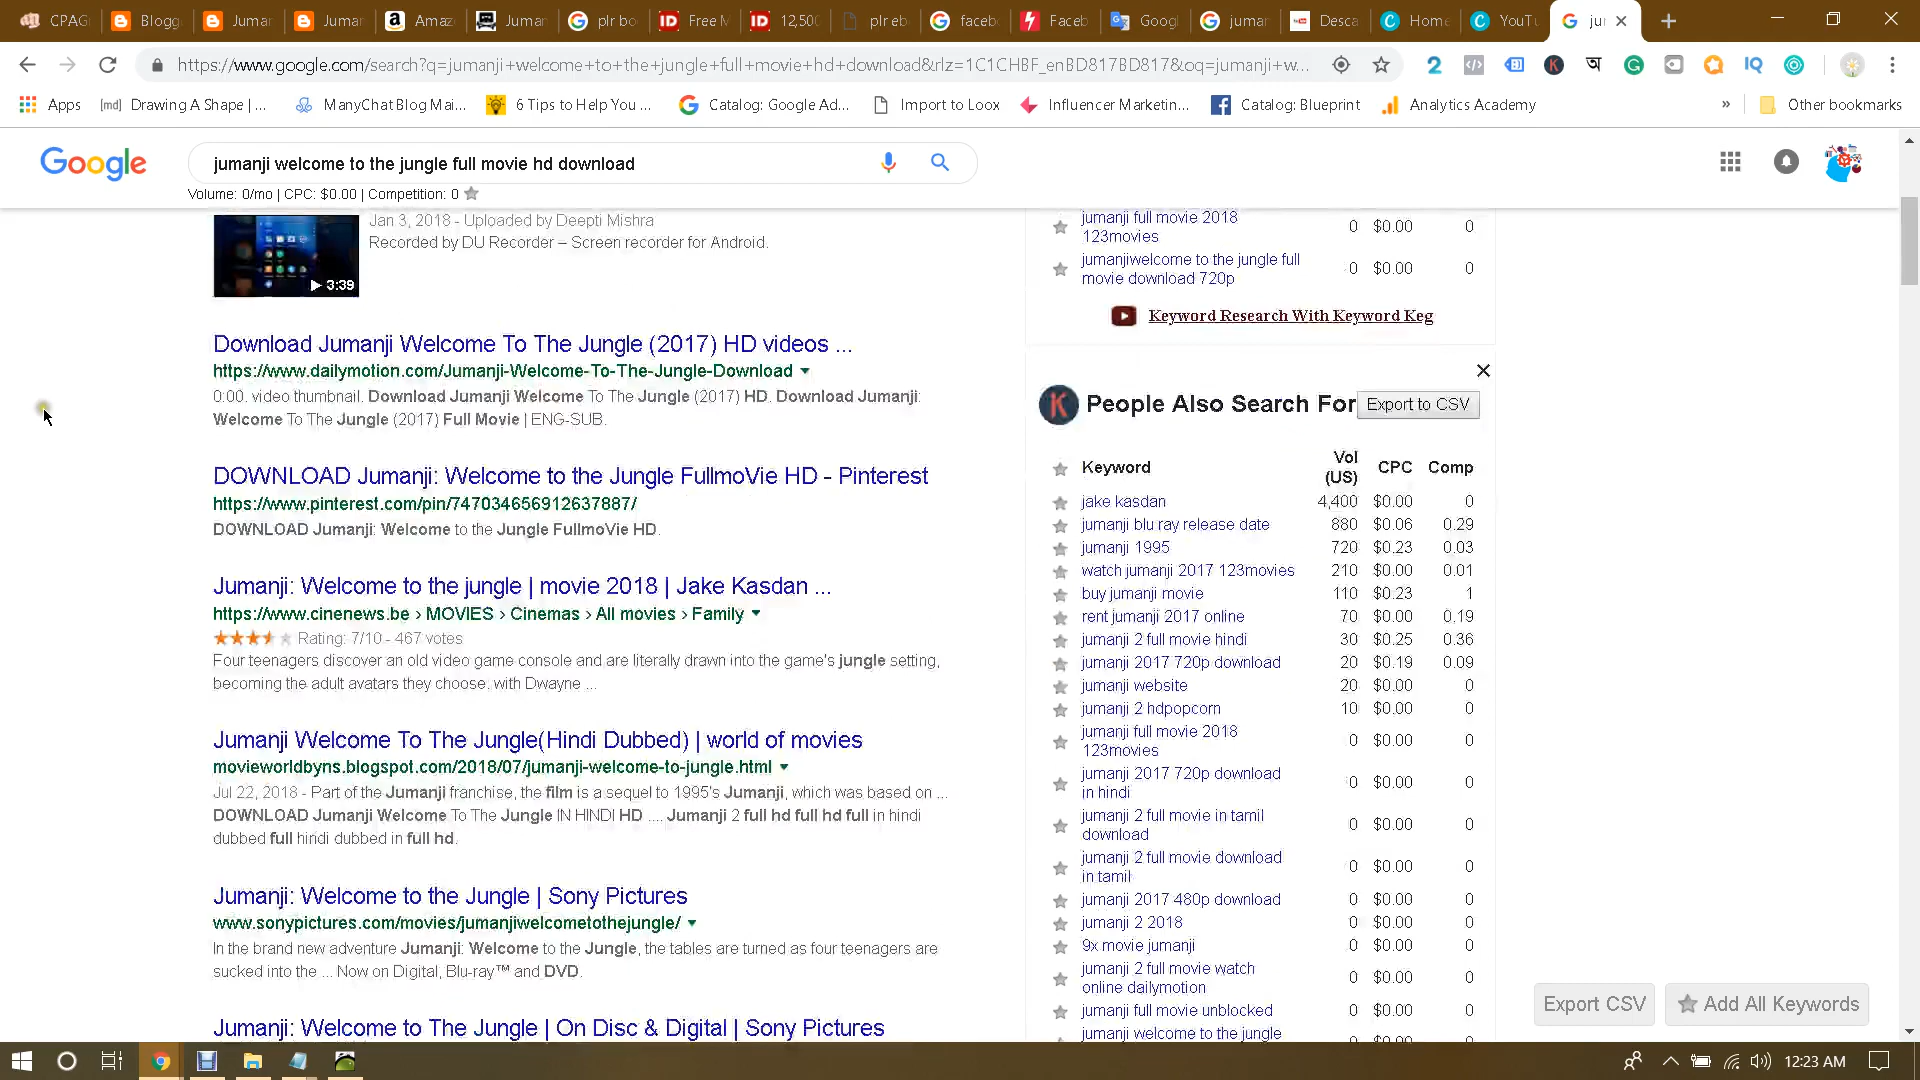 CPAG
Blogg
Juman
Juman
Amaz
Juman
plr bo
Free M
12,500
plr eb
facebo
Faceb
Googl
juman
Desca
Home
YouTu
jur
https://www.google.com/search?q=jumanji+welcome+to+the+jungle+full+movie+hd+download&rlz=1C1CHBF_enBD817BD817&oq=jumanji+w...
Apps
[md] Drawing A Shape | ...
ManyChat Blog Mai...
6 Tips to Help You ...
Catalog: Google Ad...
Import to Loox
Influencer Marketin...
Catalog: Blueprint
Analytics Academy
»
Other bookmarks
Google
jumanji welcome to the jungle full movie hd download
Volume: 0/mo | CPC: $0.00 | Competition: 0
Jan 3, 2018 - Uploaded by Deepti Mishra
Recorded by DU Recorder – Screen recorder for Android.
3:39
Download Jumanji Welcome To The Jungle (2017) HD videos ...
https://www.dailymotion.com/Jumanji-Welcome-To-The-Jungle-Download
0:00. video thumbnail. Download Jumanji Welcome To The Jungle (2017) HD. Download Jumanji:
Welcome To The Jungle (2017) Full Movie | ENG-SUB.
DOWNLOAD Jumanji: Welcome to the Jungle FullmoVie HD - Pinterest
https://www.pinterest.com/pin/747034656912637887/
DOWNLOAD Jumanji: Welcome to the Jungle FullmoVie HD.
Jumanji: Welcome to the jungle | movie 2018 | Jake Kasdan ...
https://www.cinenews.be › MOVIES › Cinemas › All movies › Family
Rating: 7/10 - 467 votes
Four teenagers discover an old video game console and are literally drawn into the game's jungle setting,
becoming the adult avatars they choose. with Dwayne ...
Jumanji Welcome To The Jungle(Hindi Dubbed) | world of movies
movieworldbyns.blogspot.com/2018/07/jumanji-welcome-to-jungle.html
Jul 22, 2018 - Part of the Jumanji franchise, the film is a sequel to 1995's Jumanji, which was based on ...
DOWNLOAD Jumanji Welcome To The Jungle IN HINDI HD .... Jumanji 2 full hd full hd full in hindi
dubbed full hindi dubbed in full hd.
Jumanji: Welcome to the Jungle | Sony Pictures
www.sonypictures.com/movies/jumanjiwelcometothejungle/
In the brand new adventure Jumanji: Welcome to the Jungle, the tables are turned as four teenagers are
sucked into the ... Now on Digital, Blu-ray™ and DVD.
Jumanji: Welcome to The Jungle | On Disc & Digital | Sony Pictures
jumanji full movie 2018
123movies 0 $0.00 0
jumanjiwelcome to the jungle full
movie download 720p 0 $0.00 0
Keyword Research With Keyword Keg
People Also Search For
Export to CSV
Keyword Vol (US) CPC Comp
jake kasdan 4,400 $0.00 0
jumanji blu ray release date 880 $0.06 0.29
jumanji 1995 720 $0.23 0.03
watch jumanji 2017 123movies 210 $0.00 0.01
buy jumanji movie 110 $0.23 1
rent jumanji 2017 online 70 $0.00 0.19
jumanji 2 full movie hindi 30 $0.25 0.36
jumanji 2017 720p download 20 $0.19 0.09
jumanji website 20 $0.00 0
jumanji 2 hdpopcorn 10 $0.00 0
jumanji full movie 2018
123movies 0 $0.00 0
jumanji 2017 720p download
in hindi 0 $0.00 0
jumanji 2 full movie in tamil
download 0 $0.00 0
jumanji 2 full movie download
in tamil 0 $0.00 0
jumanji 2017 480p download 0 $0.00 0
jumanji 2 2018 0 $0.00 0
9x movie jumanji 0 $0.00 0
jumanji 2 full movie watch
online dailymotion 0 $0.00 0
jumanji full movie unblocked 0 $0.00 0
jumanji welcome to the jungle
Export CSV
Add All Keywords
12:23 AM